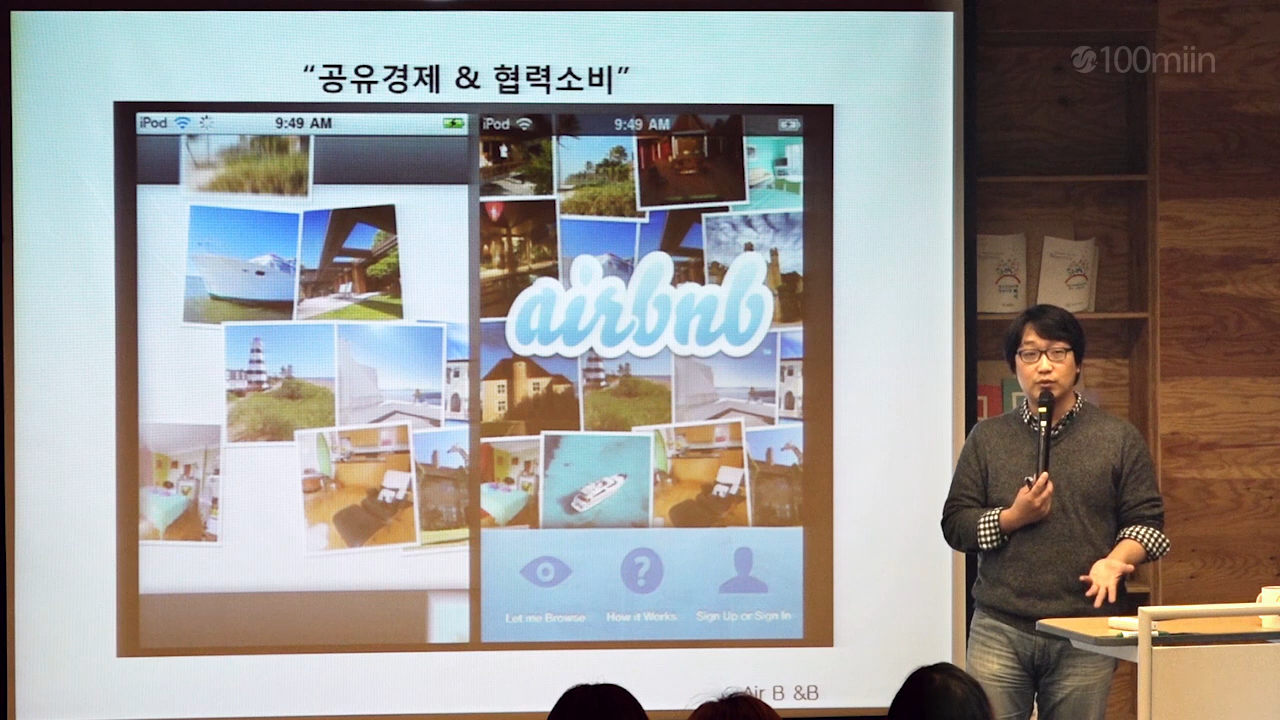 100miin
“공유경제 & 협력소비”
iPod 9:49 AM
iPod 9:49 AM
airbnb
Let me Browse
How it Works
Sign Up or Sign In
Air B &B